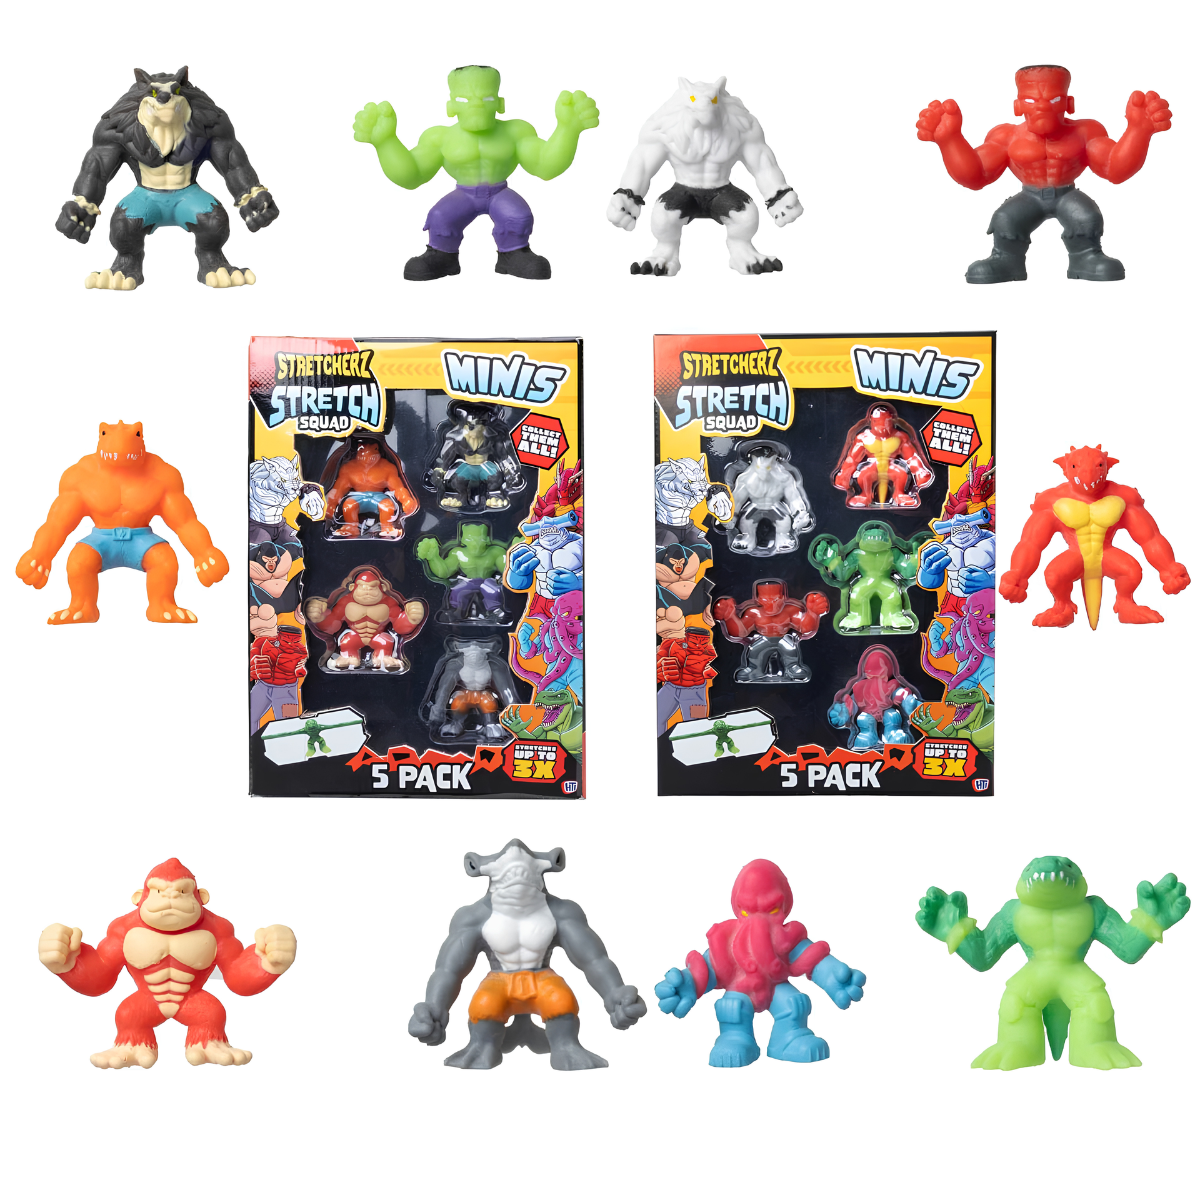 STRETCHERZ
STRETCH
SQUAD
MINIS
COLLECT
THEM
ALL!
5 PACK
STRETCHES
UP TO
3X
HTI
STRETCHERZ
STRETCH
SQUAD
MINIS
COLLECT
THEM
ALL!
5 PACK
STRETCHES
UP TO
3X
HTI